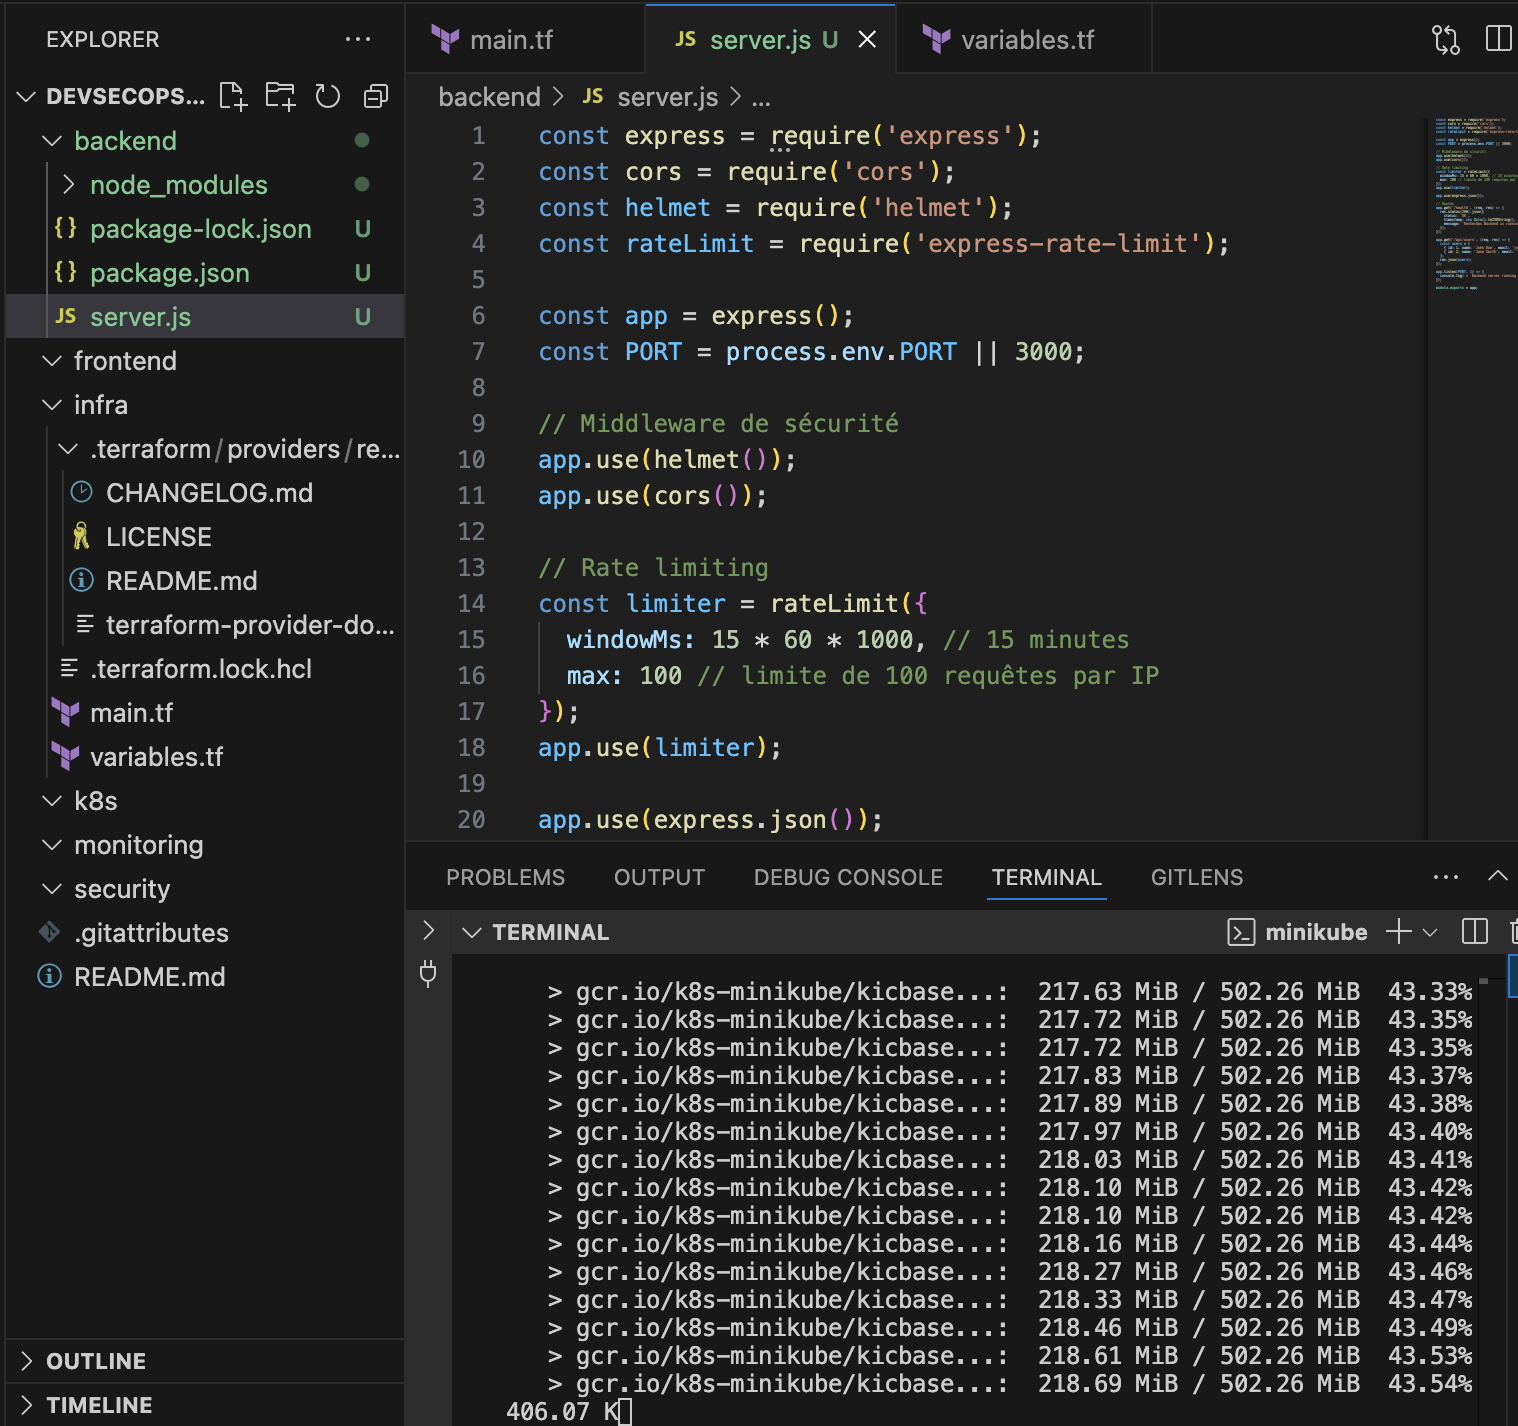 EXPLORER
DEVSECOPS...
backend
node_modules
package-lock.json U
package.json U
JS server.js U
frontend
infra
.terraform/providers/re...
CHANGELOG.md
LICENSE
README.md
terraform-provider-do...
.terraform.lock.hcl
main.tf
variables.tf
k8s
monitoring
security
.gitattributes
README.md
OUTLINE
TIMELINE
main.tf
JS server.js U
variables.tf
backend > JS server.js > ...
1 const express = require('express');
2 const cors = require('cors');
3 const helmet = require('helmet');
4 const rateLimit = require('express-rate-limit');
5
6 const app = express();
7 const PORT = process.env.PORT || 3000;
8
9 // Middleware de sécurité
10 app.use(helmet());
11 app.use(cors());
12
13 // Rate limiting
14 const limiter = rateLimit({
15 windowMs: 15 * 60 * 1000, // 15 minutes
16 max: 100 // limite de 100 requêtes par IP
17 });
18 app.use(limiter);
19
20 app.use(express.json());
PROBLEMS OUTPUT DEBUG CONSOLE TERMINAL GITLENS
TERMINAL minikube
> gcr.io/k8s-minikube/kicbase...: 217.63 MiB / 502.26 MiB 43.33%
> gcr.io/k8s-minikube/kicbase...: 217.72 MiB / 502.26 MiB 43.35%
> gcr.io/k8s-minikube/kicbase...: 217.72 MiB / 502.26 MiB 43.35%
> gcr.io/k8s-minikube/kicbase...: 217.83 MiB / 502.26 MiB 43.37%
> gcr.io/k8s-minikube/kicbase...: 217.89 MiB / 502.26 MiB 43.38%
> gcr.io/k8s-minikube/kicbase...: 217.97 MiB / 502.26 MiB 43.40%
> gcr.io/k8s-minikube/kicbase...: 218.03 MiB / 502.26 MiB 43.41%
> gcr.io/k8s-minikube/kicbase...: 218.10 MiB / 502.26 MiB 43.42%
> gcr.io/k8s-minikube/kicbase...: 218.10 MiB / 502.26 MiB 43.42%
> gcr.io/k8s-minikube/kicbase...: 218.16 MiB / 502.26 MiB 43.44%
> gcr.io/k8s-minikube/kicbase...: 218.27 MiB / 502.26 MiB 43.46%
> gcr.io/k8s-minikube/kicbase...: 218.33 MiB / 502.26 MiB 43.47%
> gcr.io/k8s-minikube/kicbase...: 218.46 MiB / 502.26 MiB 43.49%
> gcr.io/k8s-minikube/kicbase...: 218.61 MiB / 502.26 MiB 43.53%
> gcr.io/k8s-minikube/kicbase...: 218.69 MiB / 502.26 MiB 43.54%
406.07 K